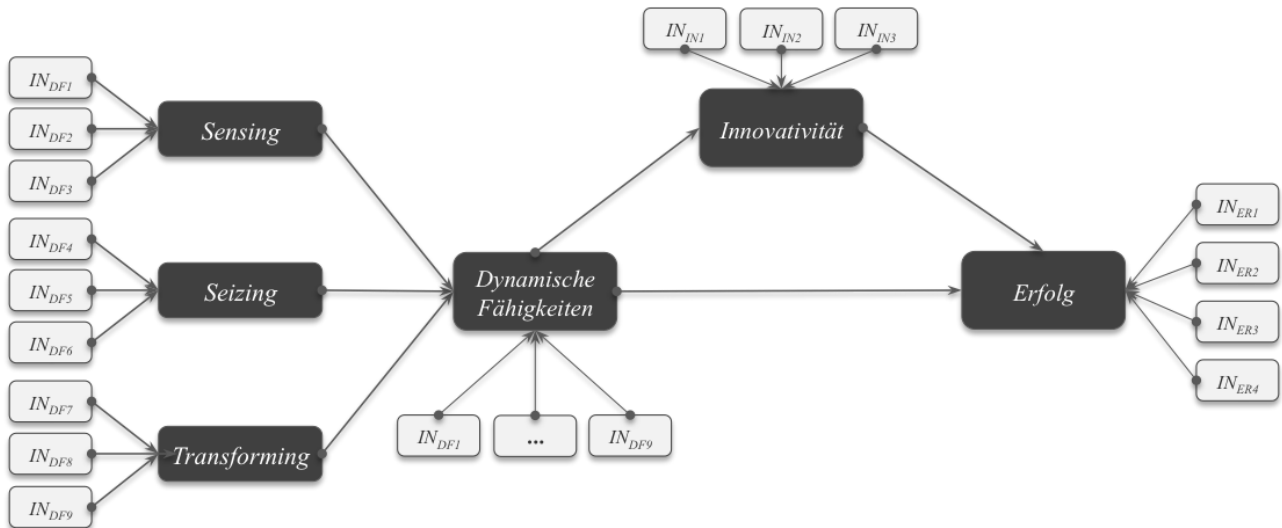 IN_IN1
IN_IN2
IN_IN3
IN_DF1
IN_DF2
IN_DF3
Sensing
Innovativität
IN_DF4
IN_DF5
IN_DF6
Seizing
Dynamische
Fähigkeiten
Erfolg
IN_ER1
IN_ER2
IN_ER3
IN_ER4
IN_DF7
IN_DF8
IN_DF9
Transforming
IN_DF1
...
IN_DF9